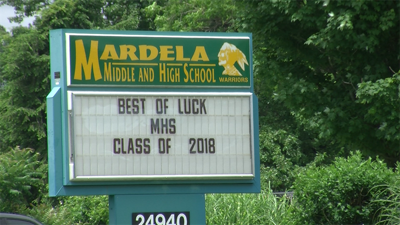 MARDELA
MIDDLE AND HIGH SCHOOL
WARRIORS
BEST OF LUCK
MHS
CLASS OF 2018
24940